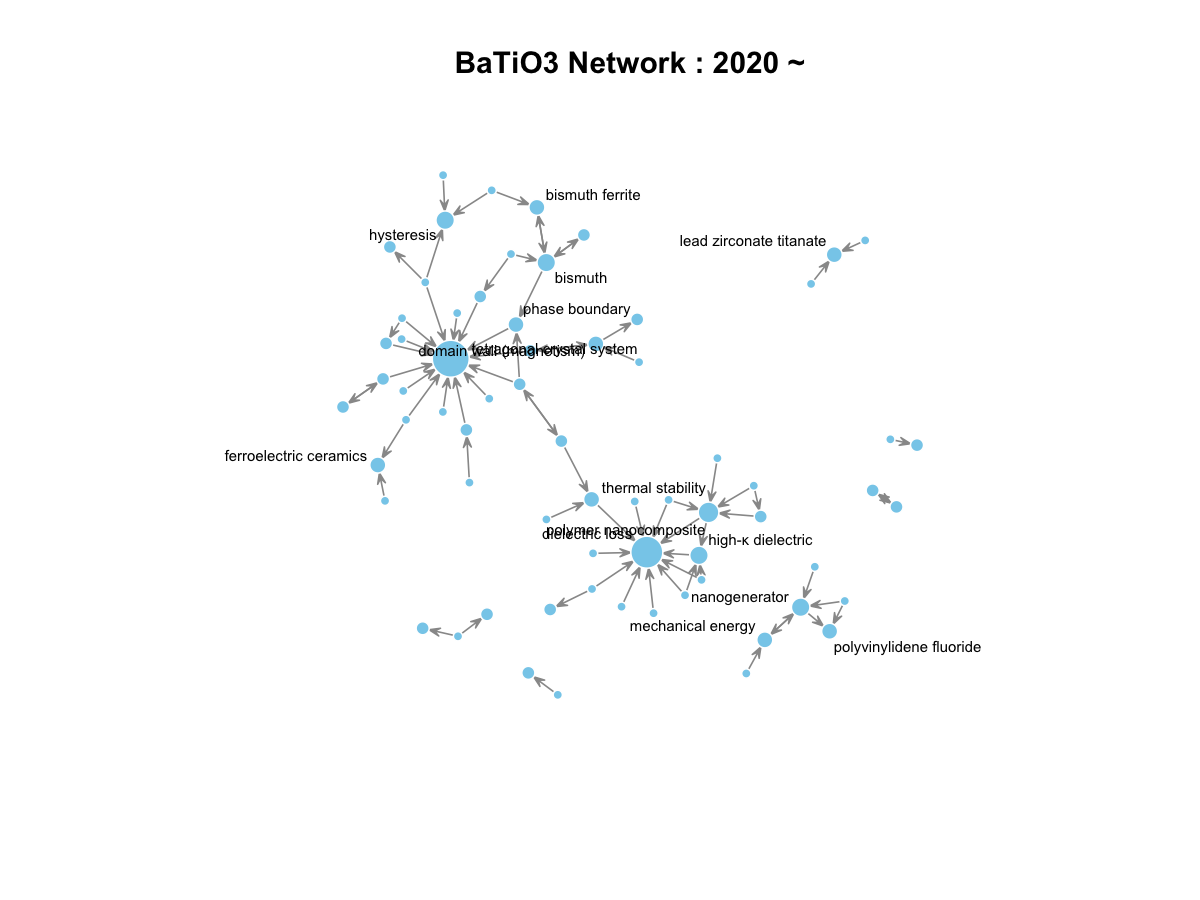 BaTiO3 Network : 2020 ~
bismuth ferrite
hysteresis
lead zirconate titanate
bismuth
phase boundary
tetragonal crystal system
domain wall (magnetism)
ferroelectric ceramics
thermal stability
polymer nanocomposite
dielectric loss
high-κ dielectric
nanogenerator
mechanical energy
polyvinylidene fluoride